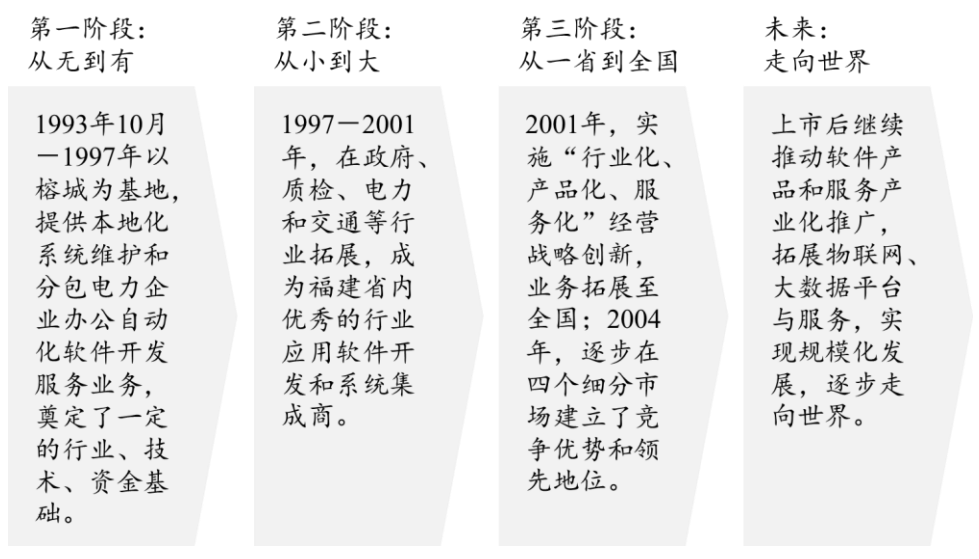 第一阶段：
从无到有
1993年10月
－1997年以
榕城为基地，
提供本地化
系统维护和
分包电力企
业办公自动
化软件开发
服务业务，
奠定了一定
的行业、技
术、资金基
础。
第二阶段：
从小到大
1997－2001
年，在政府、
质检、电力
和交通等行
业拓展，成
为福建省内
优秀的行业
应用软件开
发和系统集
成商。
第三阶段：
从一省到全国
2001年，实
施“行业化、
产品化、服
务化”经营
战略创新，
业务拓展至
全国；2004
年，逐步在
四个细分市
场建立了竞
争优势和领
先地位。
未来：
走向世界
上市后继续
推动软件产
品和服务产
业化推广，
拓展物联网、
大数据平台
与服务，实
现规模化发
展，逐步走
向世界。